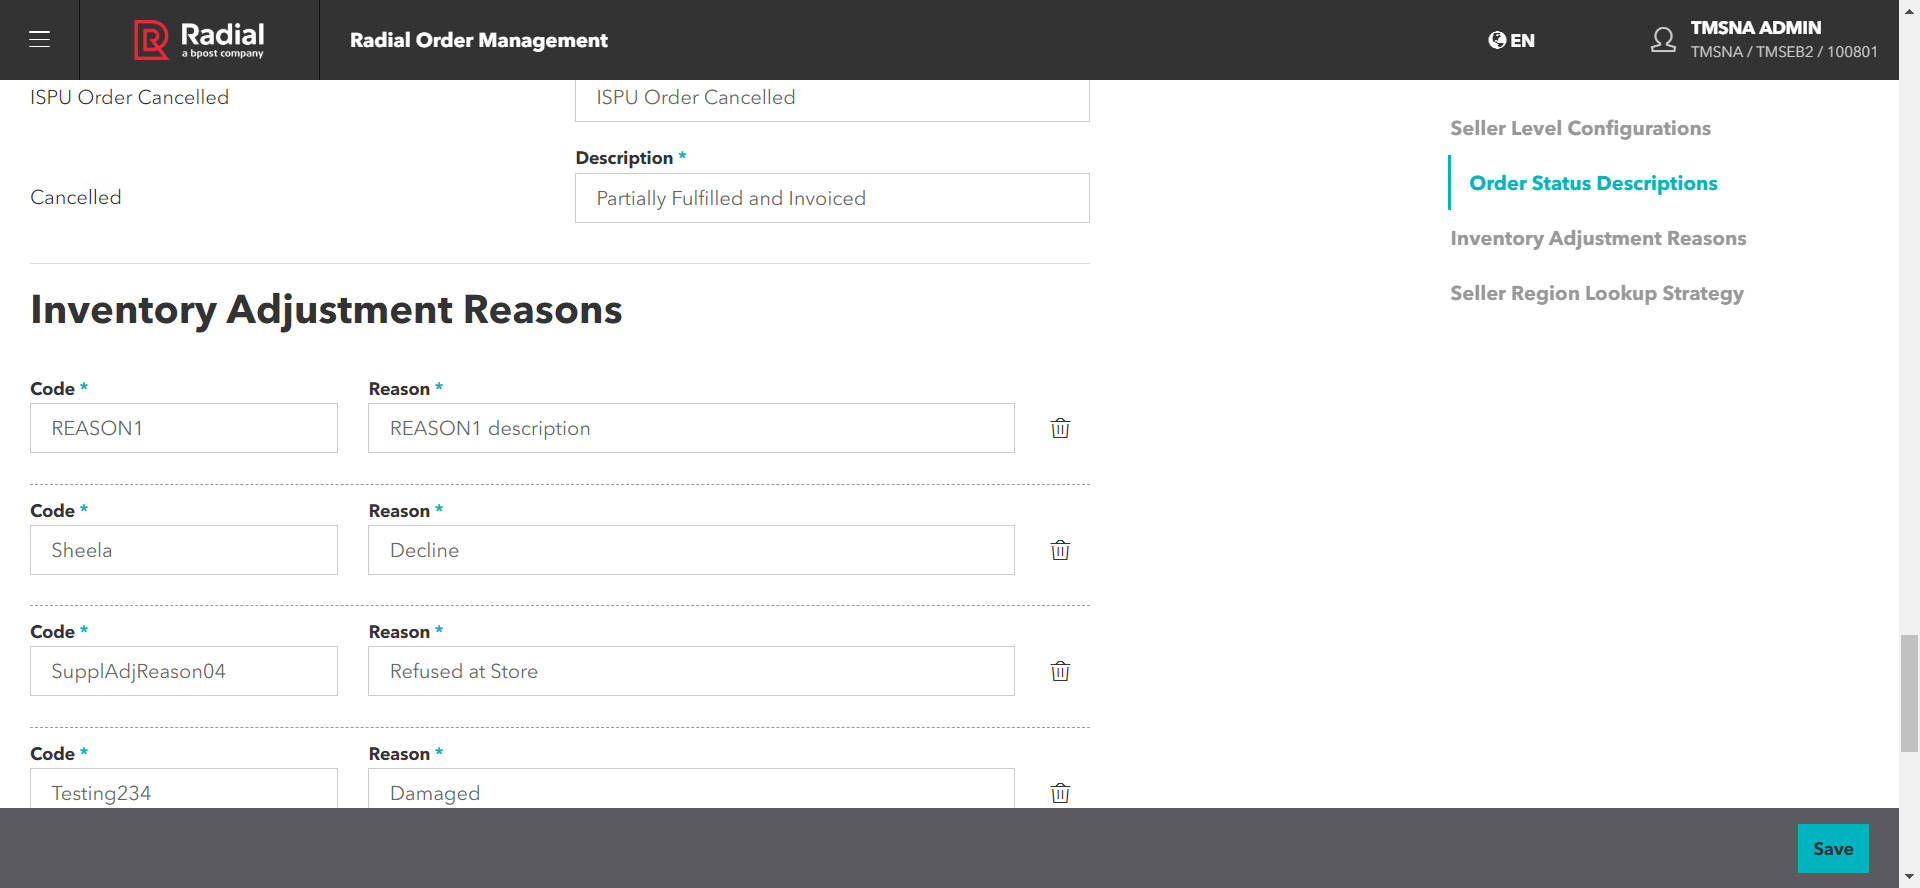 Radial
a bpost company
Radial Order Management
EN
TMSNA ADMIN
TMSNA / TMSEB2 / 100801
ISPU Order Cancelled
ISPU Order Cancelled
Description *
Cancelled
Partially Fulfilled and Invoiced
Inventory Adjustment Reasons
Code *
Reason *
REASON1
REASON1 description
Code *
Reason *
Sheela
Decline
Code *
Reason *
SupplAdjReason04
Refused at Store
Code *
Reason *
Testing234
Damaged
Seller Level Configurations
Order Status Descriptions
Inventory Adjustment Reasons
Seller Region Lookup Strategy
Save